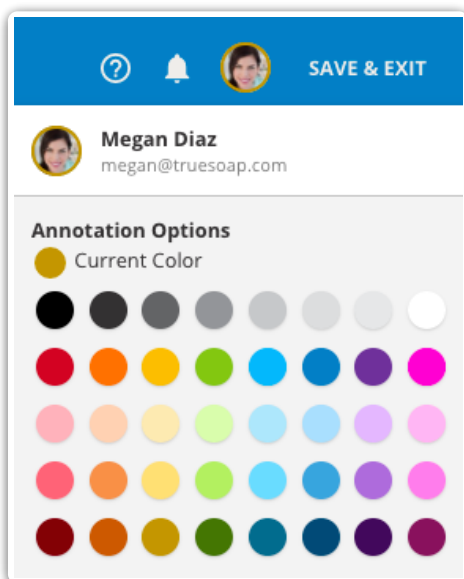 SAVE & EXIT
Megan Diaz
megan@truesoap.com
Annotation Options
Current Color